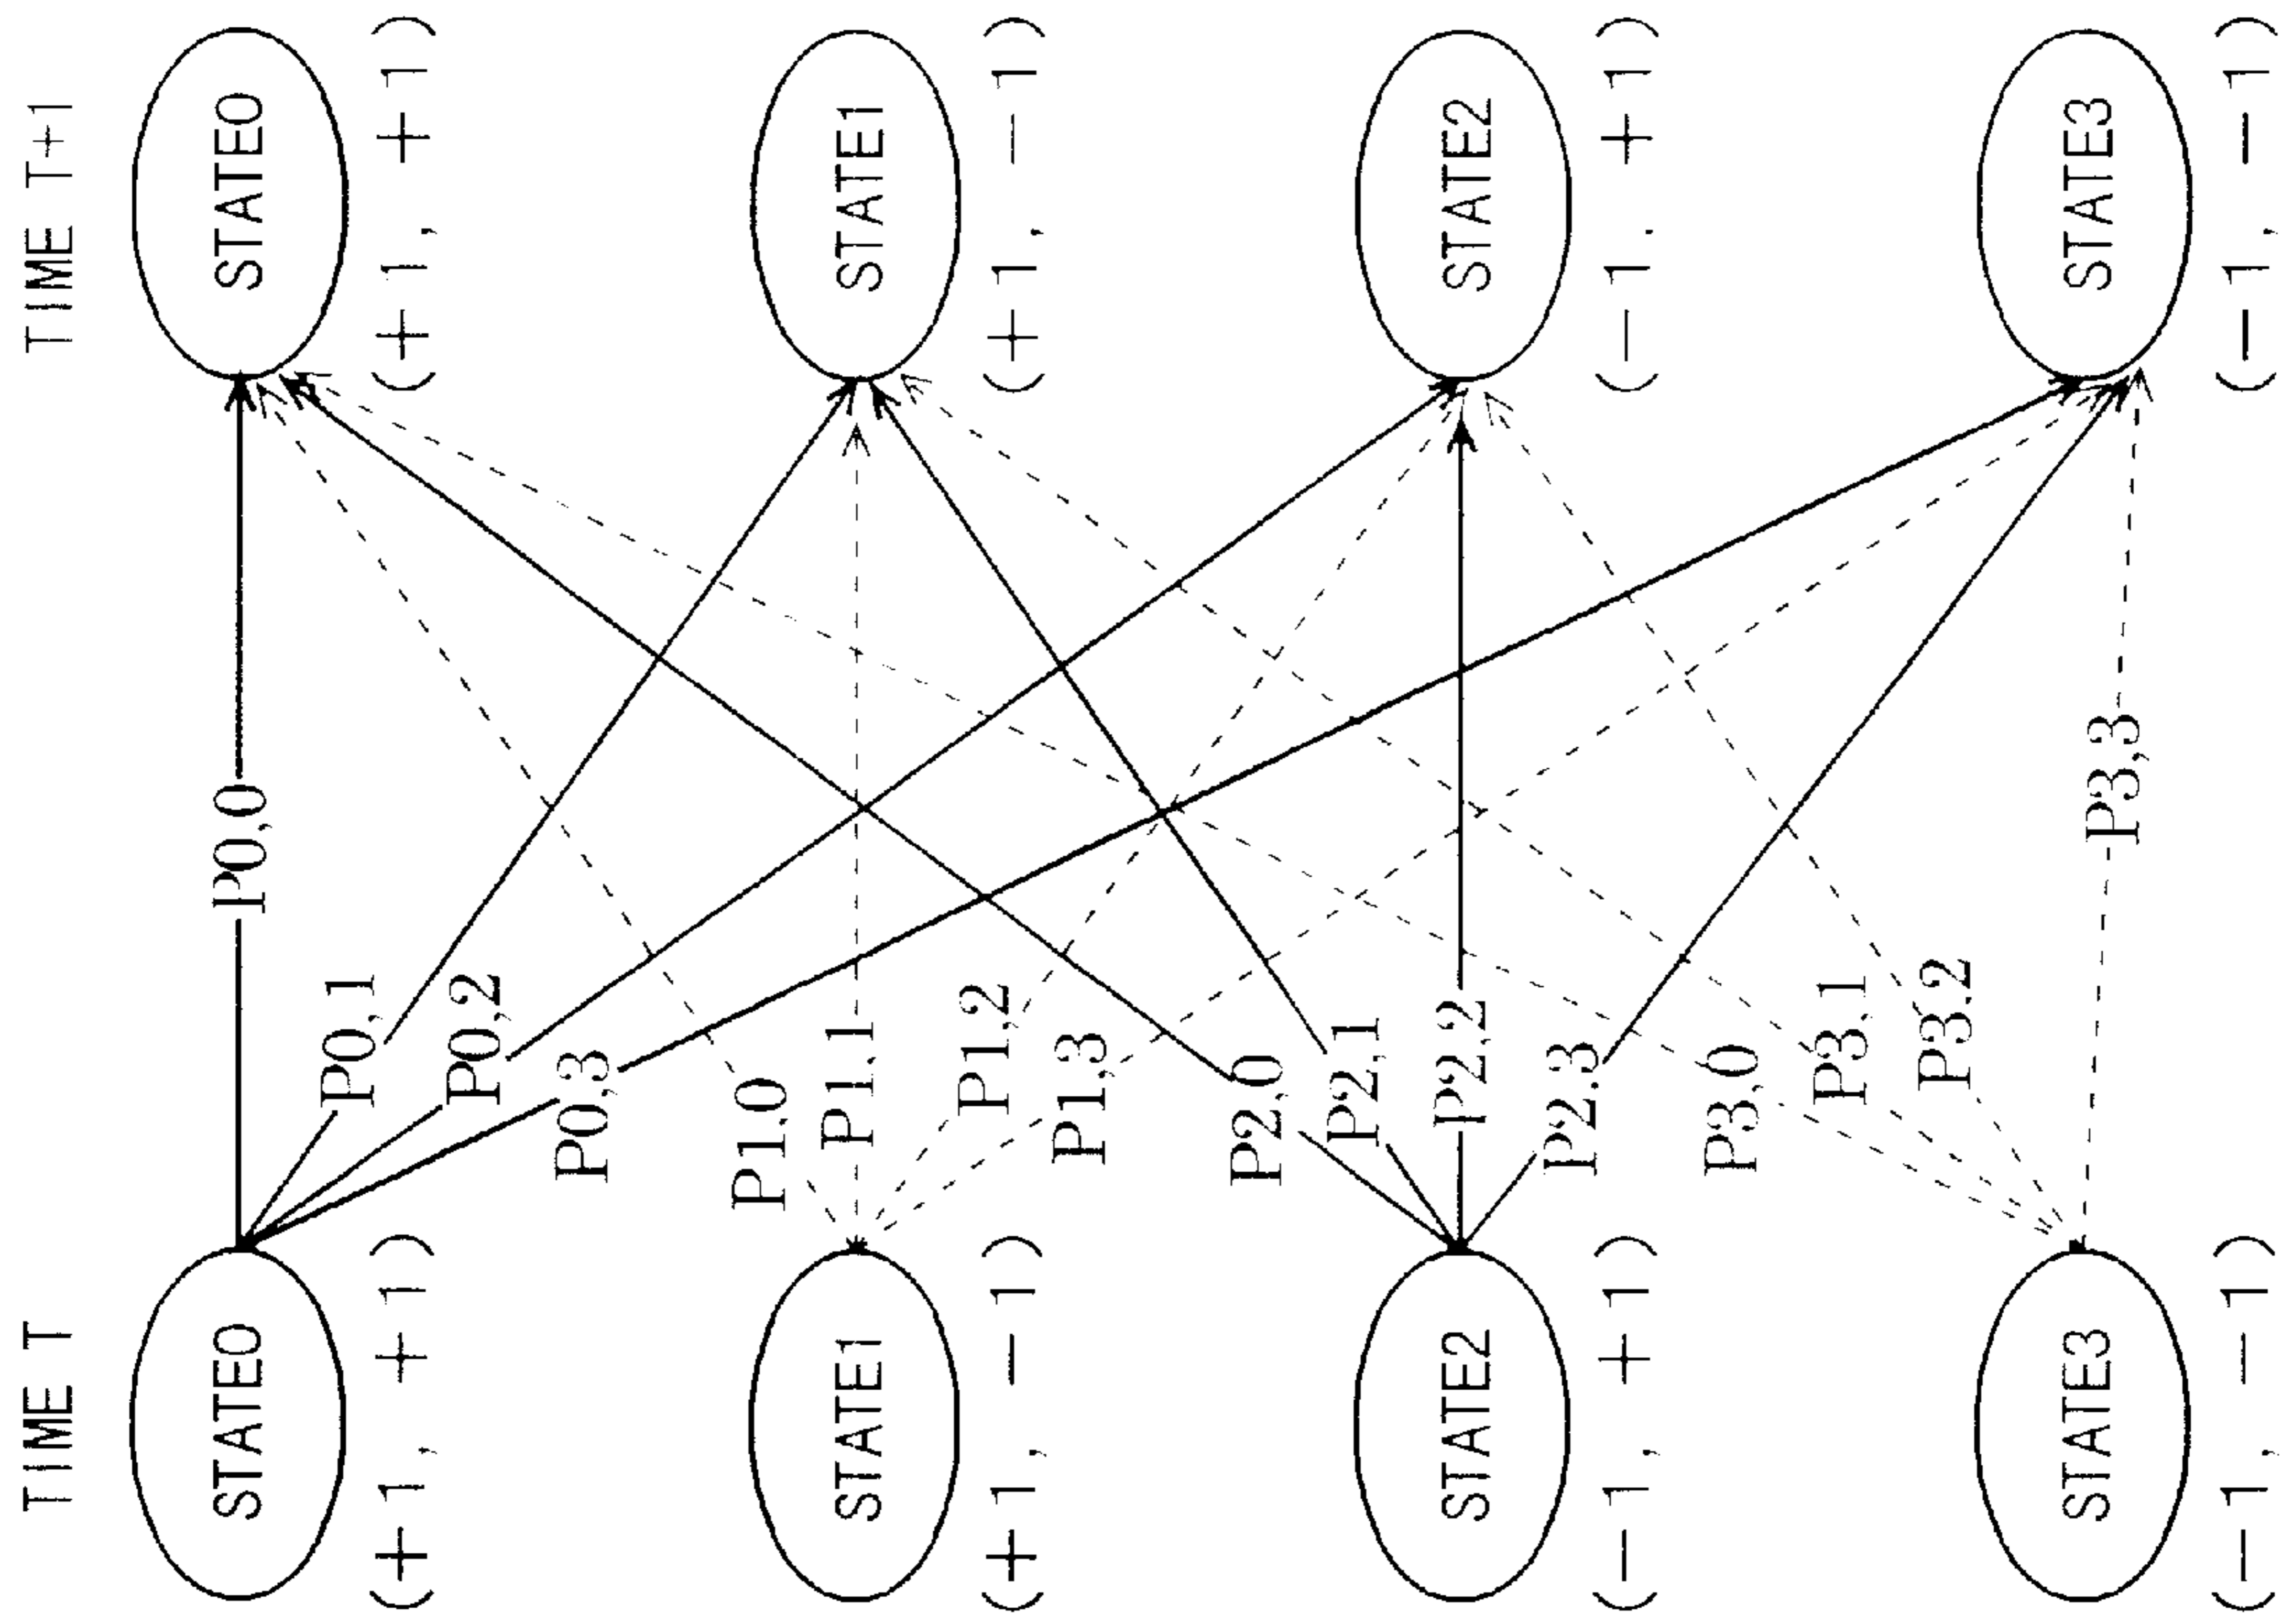 TIME T
TIME T+1
STATE0
P0,0
STATE0
P0,1
(+1, +1)
(+1, +1)
P0,2
P0,3
P1,0
STATE1
P1,1
STATE1
P1,2
(+1, −1)
(+1, −1)
P1,3
P2,0
P2,1
STATE2
P2,2
STATE2
P2,3
(−1, +1)
(−1, +1)
P3,0
P3,1
P3,2
STATE3
P3,3
STATE3
(−1, −1)
(−1, −1)